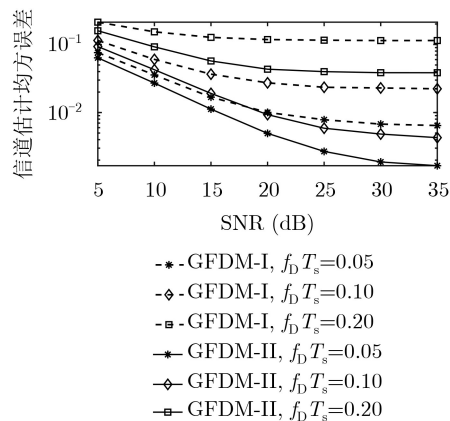 信道估计均方误差
10⁻¹
10⁻²
5 10 15 20 25 30 35
SNR (dB)
GFDM-I, f_D T_s=0.05
GFDM-I, f_D T_s=0.10
GFDM-I, f_D T_s=0.20
GFDM-II, f_D T_s=0.05
GFDM-II, f_D T_s=0.10
GFDM-II, f_D T_s=0.20